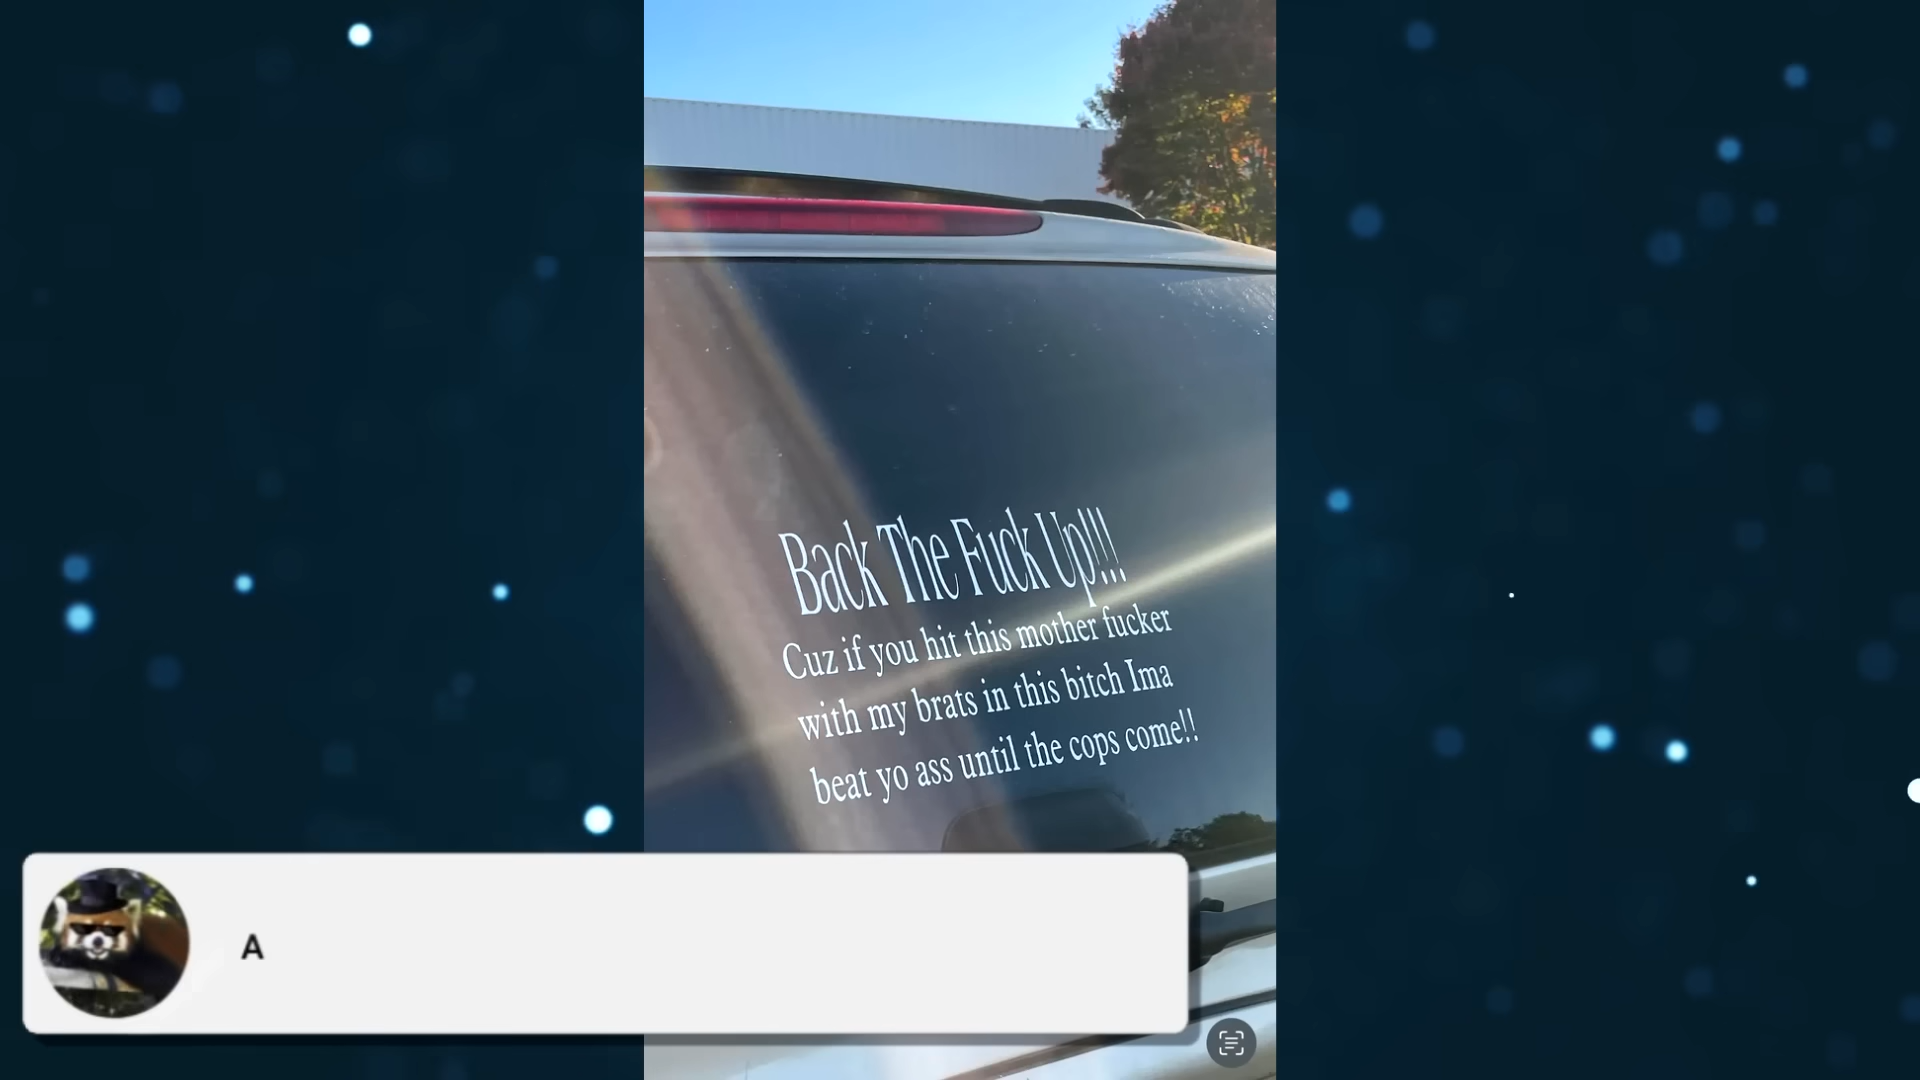 Back The Fuck Up!!!
Cuz if you hit this mother fucker
with my brats in this bitch Ima
beat yo ass until the cops come!!
A